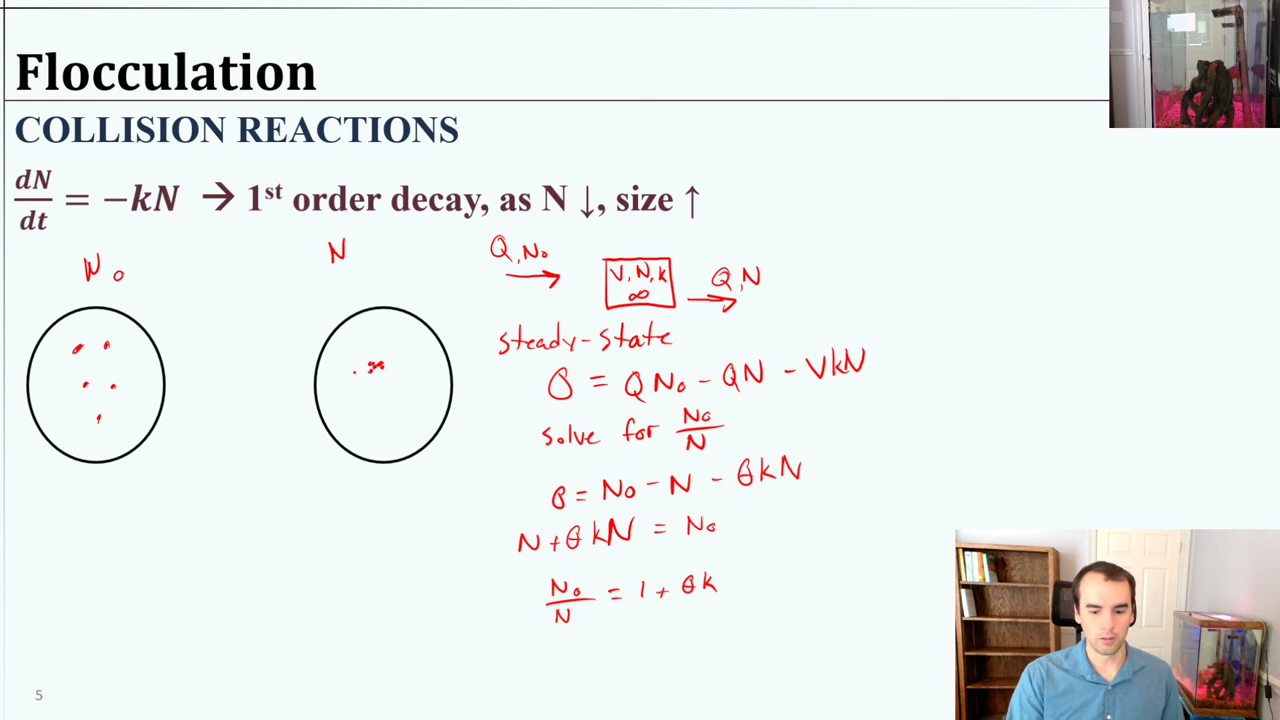 Flocculation
COLLISION REACTIONS
dN/dt = −kN → 1st order decay, as N ↓, size ↑
N₀
N
Q, N₀
V, N, k
∞
Q, N
steady-state
0 = QN₀ - QN - VkN
solve for N₀/N
0 = N₀ - N - θkN
N + θkN = N₀
N₀/N = 1 + θk
5